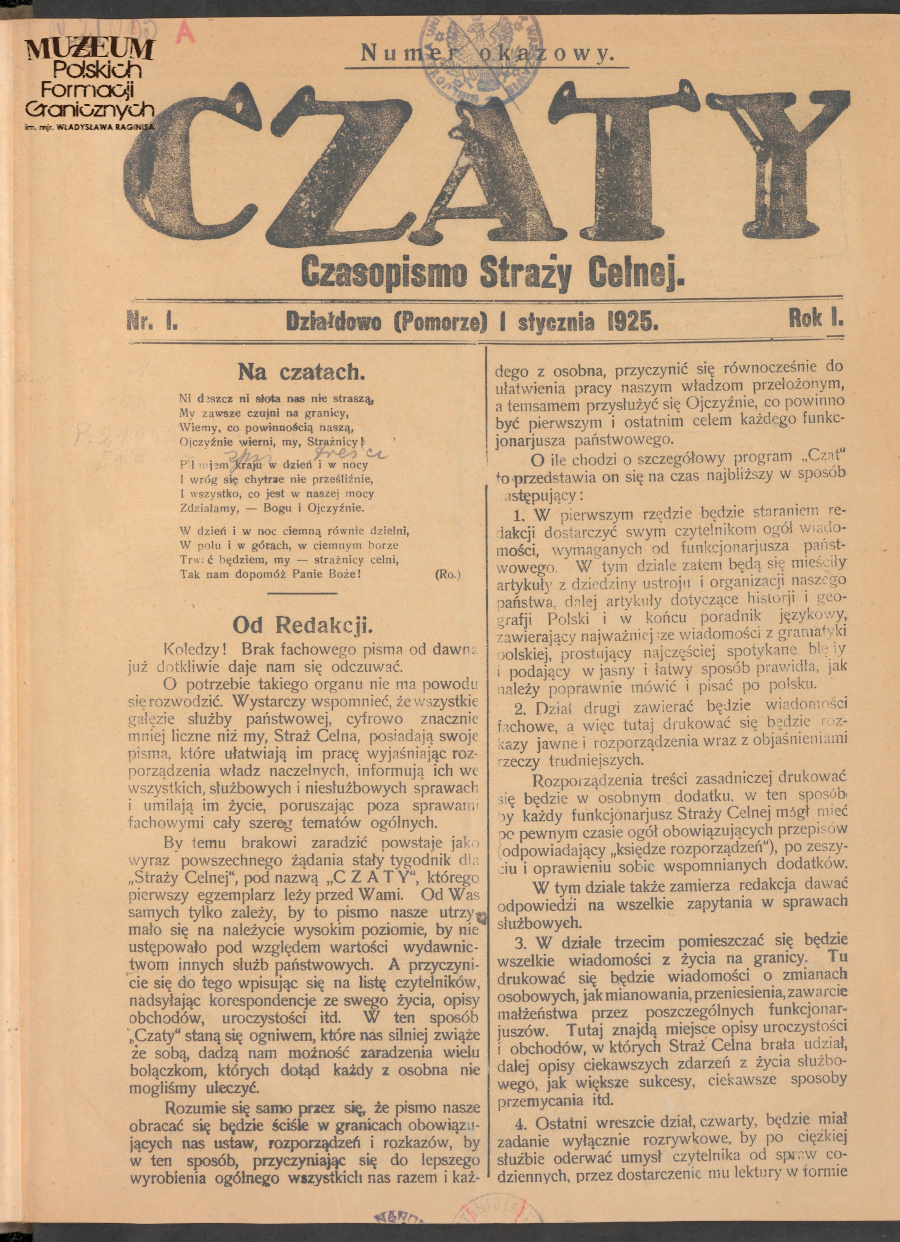 MUZEUM
Polskich
Formacji
Granicznych
im. mjr. WŁADYSŁAWA RAGINISA
A
Numer okazowy.
CZATY
Czasopismo Straży Celnej.
Nr. 1.
Działdowo (Pomorze) 1 stycznia 1925.
Rok I.
Na czatach.
Ni deszcz ni słota nas nie straszą,
My zawsze czujni na granicy,
Wiemy, co powinnością naszą,
Ojczyźnie wierni, my, Strażnicy!
treści
kraju w dzień i w nocy
I wróg się chytrze nie prześliźnie,
I wszystko, co jest w naszej mocy
Zdziałamy, — Bogu i Ojczyźnie.
W dzień i w noc ciemną równie dzielni,
W polu i w górach, w ciemnym borze
Trwać będziem, my — strażnicy celni,
Tak nam dopomóż Panie Boże! (Ro.)
Od Redakcji.
Koledzy! Brak fachowego pisma od dawna
już dotkliwie daje nam się odczuwać.
O potrzebie takiego organu nie ma powodu
się rozwodzić. Wystarczy wspomnieć, że wszystkie
gałęzie służby państwowej, cyfrowo znacznie
mniej liczne niż my, Straż Celna, posiadają swoje
pisma, które ułatwiają im pracę wyjaśniając roz-
porządzenia władz naczelnych, informują ich we
wszystkich, służbowych i niesłużbowych sprawach
i umilają im życie, poruszając poza sprawami
fachowymi cały szereg tematów ogólnych.
By temu brakowi zaradzić powstaje jako
wyraz powszechnego żądania stały tygodnik dla
„Straży Celnej“, pod nazwą „CZATY“, którego
pierwszy egzemplarz leży przed Wami. Od Was
samych tylko zależy, by to pismo nasze utrzy-
mało się na należycie wysokim poziomie, by nie
ustępowało pod względem wartości wydawnic-
twom innych służb państwowych. A przyczyni-
cie się do tego wpisując się na listę czytelników,
nadsyłając korespondencje ze swego życia, opisy
obchodów, uroczystości itd. W ten sposób
„Czaty“ staną się ogniwem, które nas silniej zwiąże
że sobą, dadzą nam możność zaradzenia wielu
bolączkom, których dotąd każdy z osobna nie
mogliśmy uleczyć.
Rozumie się samo przez się, że pismo nasze
obracać się będzie ściśle w granicach obowiązu-
jących nas ustaw, rozporządzeń i rozkazów, by
w ten sposób, przyczyniając się do lepszego
wyrobienia ogólnego wszystkich nas razem i każ-
dego z osobna, przyczynić się równocześnie do
ułatwienia pracy naszym władzom przełożonym,
a temsamem przysłużyć się Ojczyźnie, co powinno
być pierwszym i ostatnim celem każdego funkc-
jonarjusza państwowego.
O ile chodzi o szczegółowy program „Czat“
to przedstawia on się na czas najbliższy w sposób
następujący:
1. W pierwszym rzędzie będzie staraniem re-
dakcji dostarczyć swym czytelnikom ogół wiado-
mości, wymaganych od funkcjonarjusza państ-
wowego. W tym dziale zatem będą się mieściły
artykuły z dziedziny ustroju i organizacji naszego
państwa, dalej artykuły dotyczące historji i geo-
grafji Polski i w końcu poradnik językowy,
zawierający najważniejsze wiadomości z gramatyki
polskiej, prostujący najczęściej spotykane błędy
i podający w jasny i łatwy sposób prawidła, jak
należy poprawnie mówić i pisać po polsku.
2. Dział drugi zawierać będzie wiadomości
fachowe, a więc tutaj drukować się będzie roz-
kazy jawne i rozporządzenia wraz z objaśnieniami
rzeczy trudniejszych.
Rozporządzenia treści zasadniczej drukować
się będzie w osobnym dodatku, w ten sposób
by każdy funkcjonarjusz Straży Celnej mógł mieć
po pewnym czasie ogół obowiązujących przepisów
(odpowiadający „księdze rozporządzeń“), po zeszy-
ciu i oprawieniu sobie wspomnianych dodatków.
W tym dziale także zamierza redakcja dawać
odpowiedzi na wszelkie zapytania w sprawach
służbowych.
3. W dziale trzecim pomieszczać się będzie
wszelkie wiadomości z życia na granicy. Tu
drukować się będzie wiadomości o zmianach
osobowych, jak mianowania, przeniesienia, zawarcie
małżeństwa przez poszczególnych funkcjonar-
juszów. Tutaj znajdą miejsce opisy uroczystości
i obchodów, w których Straż Celna brała udział,
dalej opisy ciekawszych zdarzeń z życia służbo-
wego, jak większe sukcesy, ciekawsze sposoby
przemycania itd.
4. Ostatni wreszcie dział, czwarty, będzie miał
zadanie wyłącznie rozrywkowe, by po ciężkiej
służbie oderwać umysł czytelnika od spraw co-
dziennych, przez dostarczenie mu lektury w formie